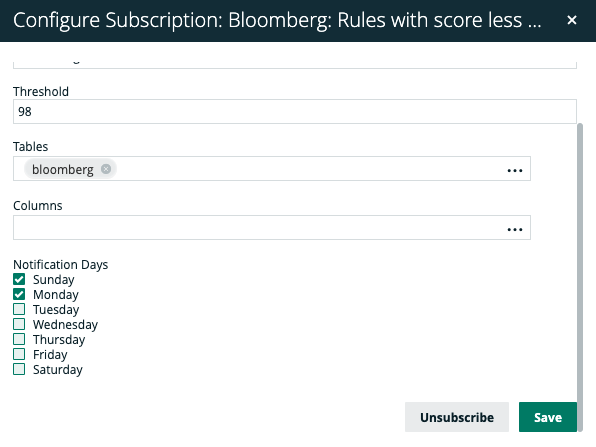 Configure Subscription: Bloomberg: Rules with score less ...
Threshold
98
Tables
bloomberg
Columns
Notification Days
Sunday
Monday
Tuesday
Wednesday
Thursday
Friday
Saturday
Unsubscribe
Save